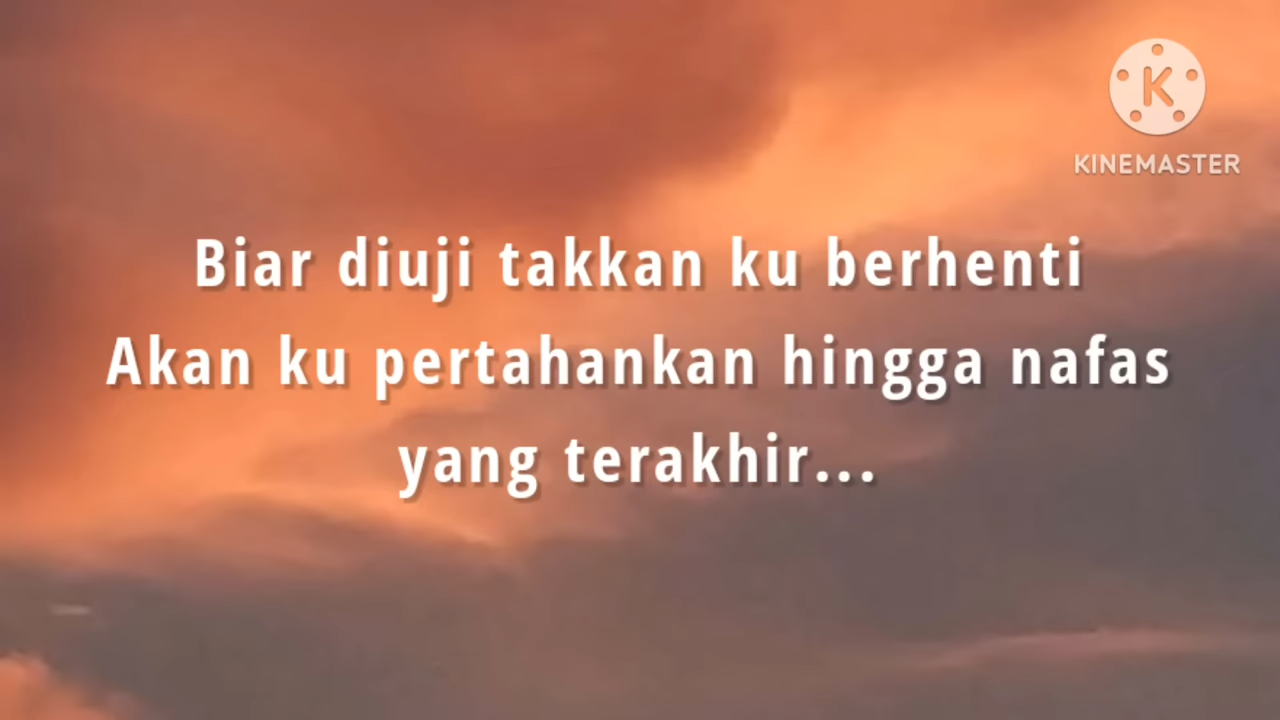 K
KINEMASTER
Biar diuji takkan ku berhenti
Akan ku pertahankan hingga nafas
yang terakhir...